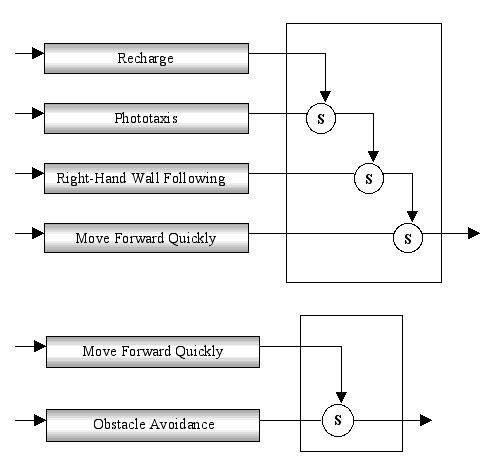 Recharge
Phototaxis
S
Right-Hand Wall Following
S
Move Forward Quickly
S
Move Forward Quickly
Obstacle Avoidance
S